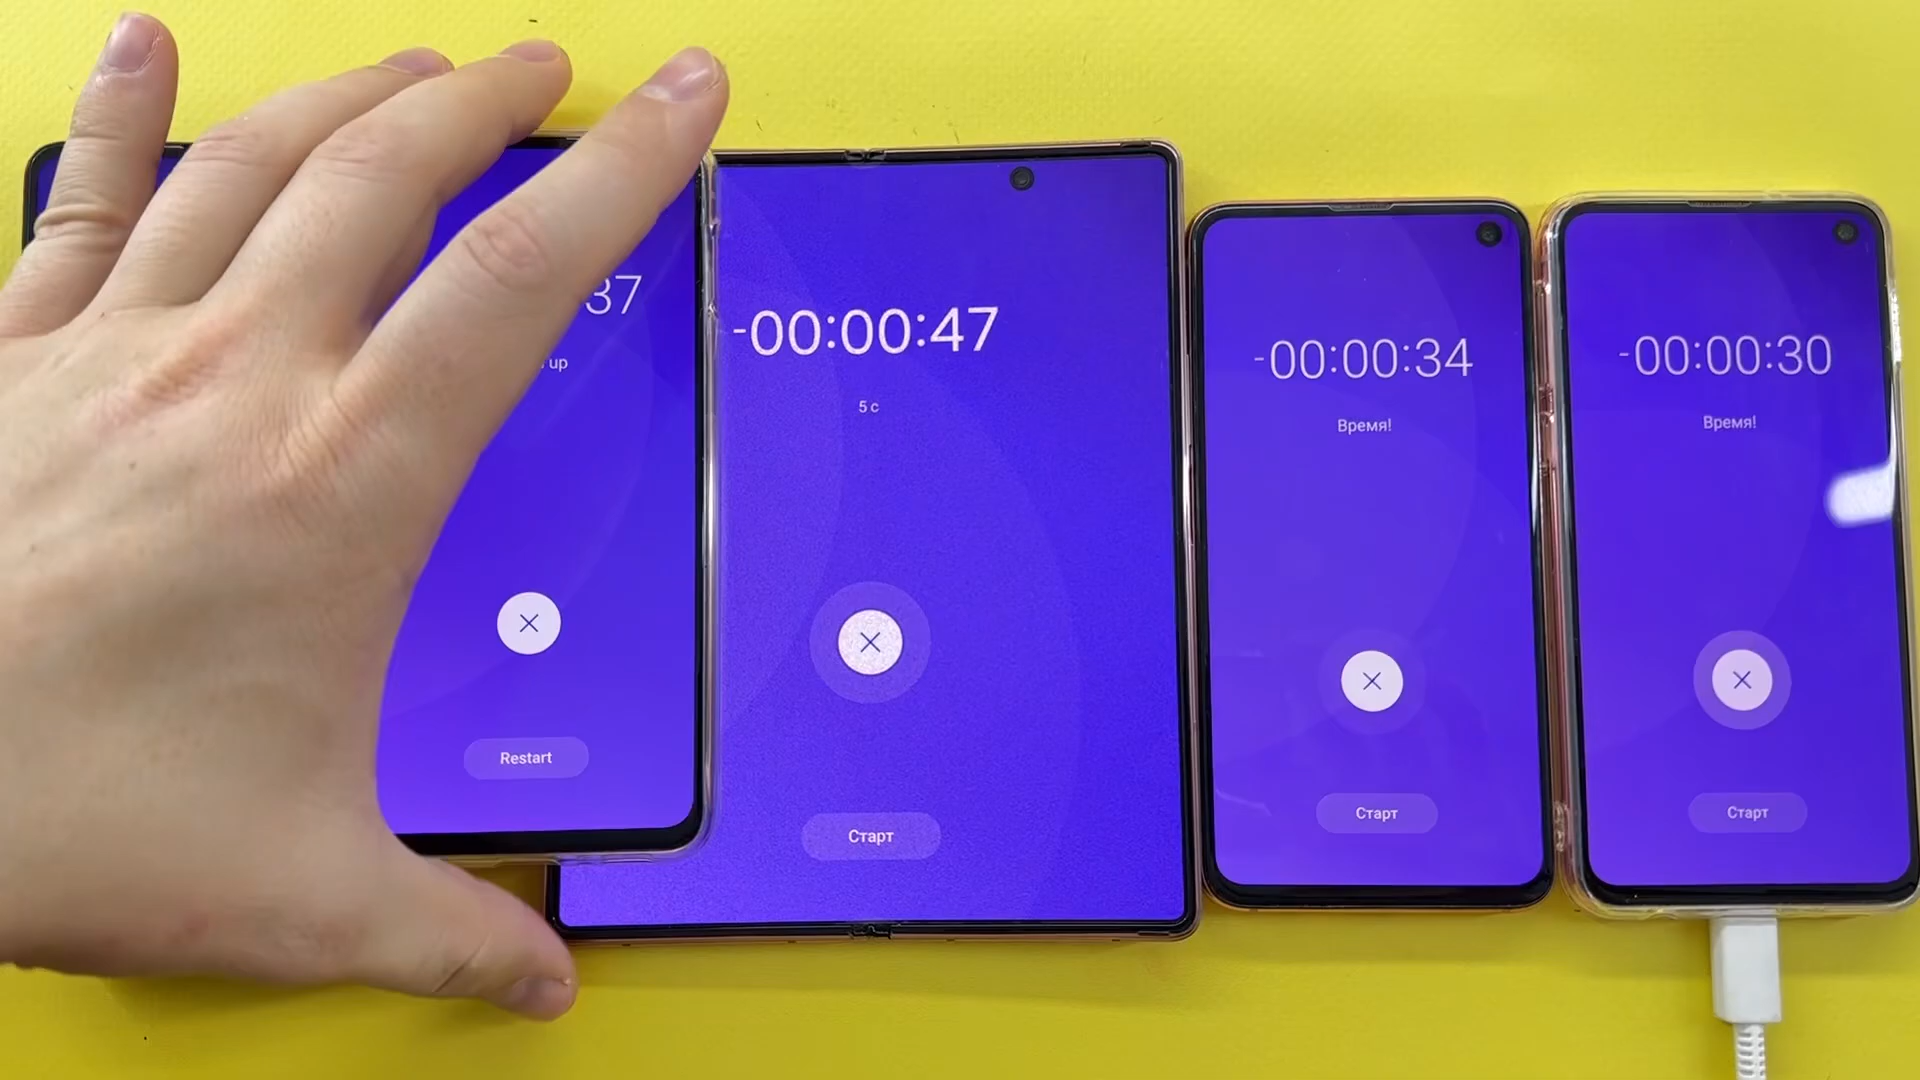 37
up
Restart
-00:00:47
5 с
Старт
-00:00:34
Время!
Старт
-00:00:30
Время!
Старт